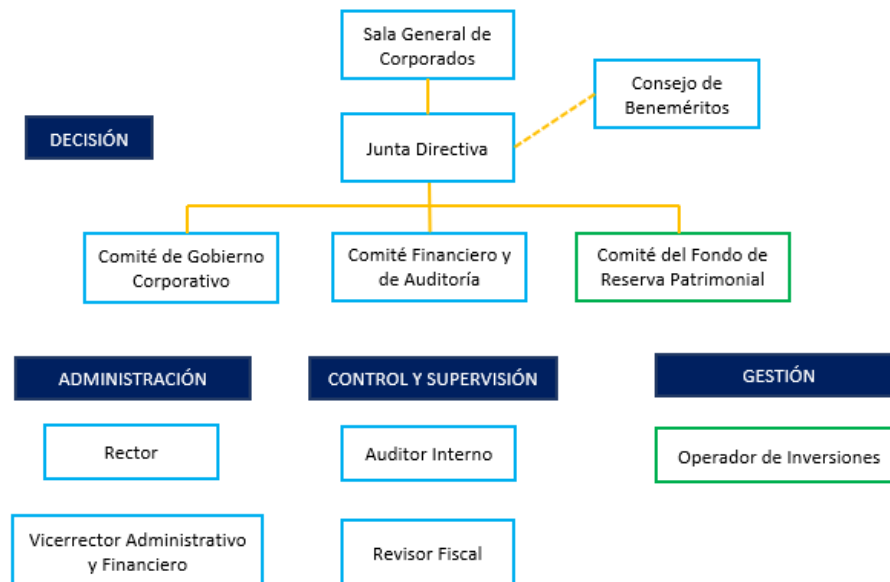 Sala General de
Corporados
Consejo de
Beneméritos
DECISIÓN
Junta Directiva
Comité de Gobierno
Corporativo
Comité Financiero y
de Auditoría
Comité del Fondo de
Reserva Patrimonial
ADMINISTRACIÓN
CONTROL Y SUPERVISIÓN
GESTIÓN
Rector
Auditor Interno
Operador de Inversiones
Vicerrector Administrativo
y Financiero
Revisor Fiscal